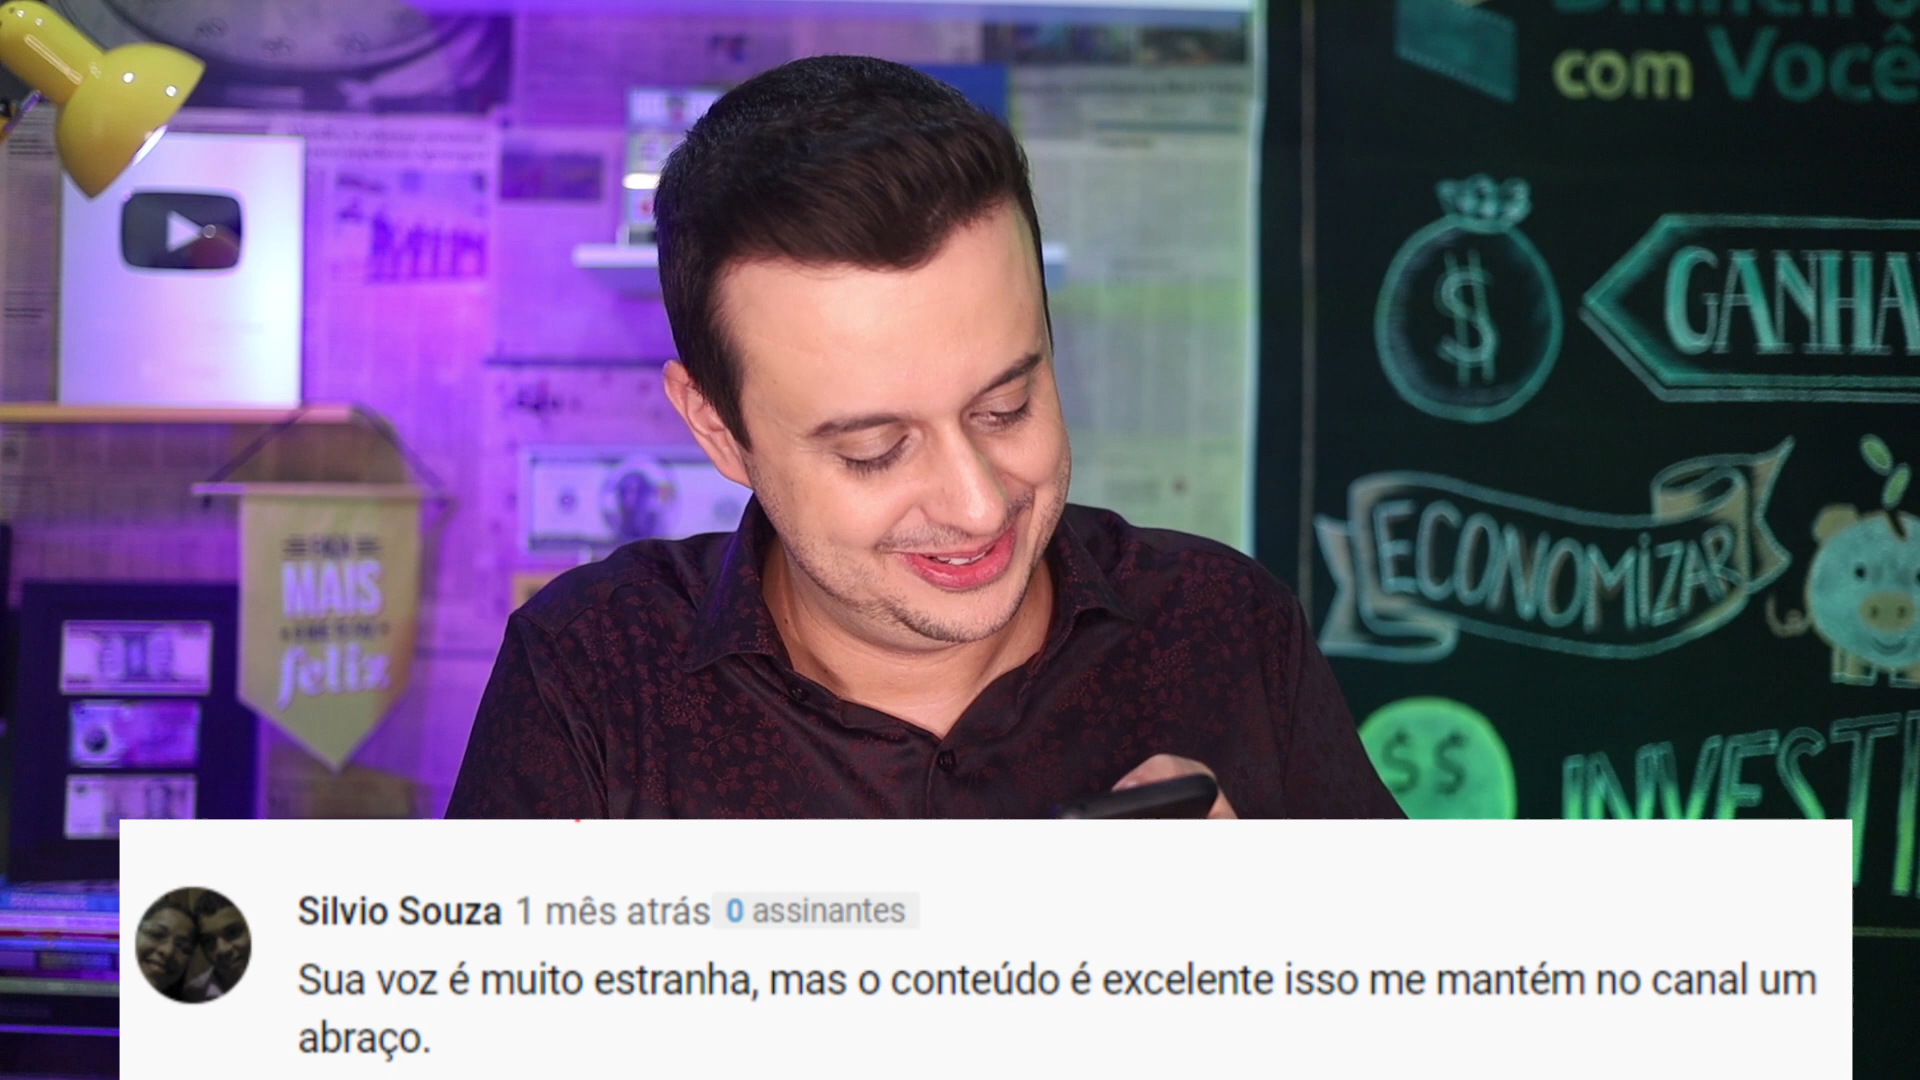 com Você
GANHA
ECONOMIZAR
MAIS
feliz
INVESTI
Silvio Souza 1 mês atrás 0 assinantes
Sua voz é muito estranha, mas o conteúdo é excelente isso me mantém no canal um
abraço.